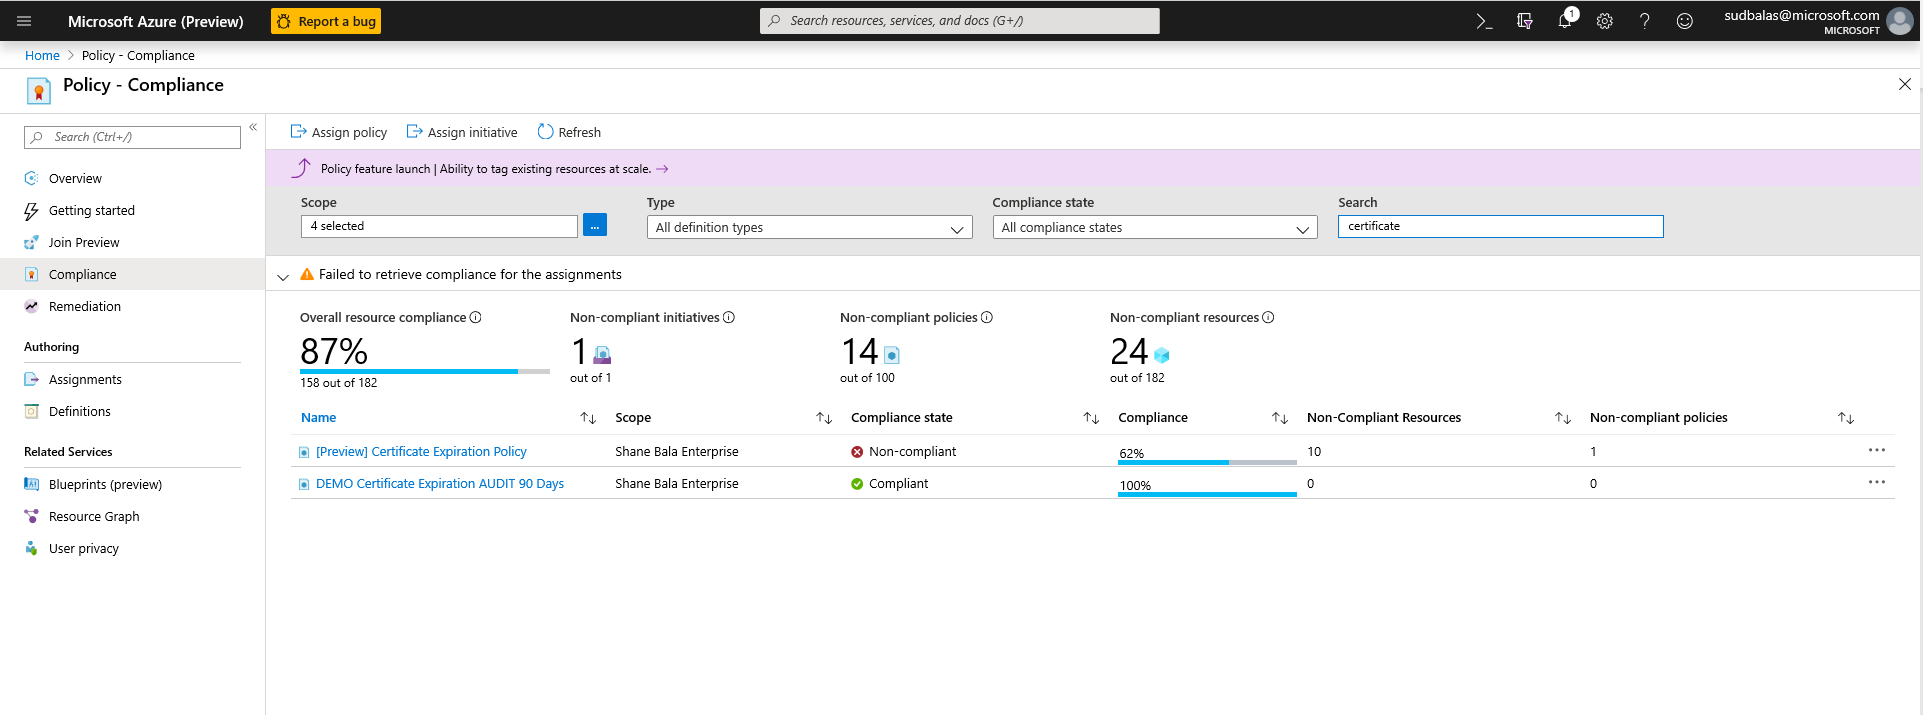 Microsoft Azure (Preview)
Report a bug
Search resources, services, and docs (G+/)
1
sudbalas@microsoft.com
MICROSOFT
Home > Policy - Compliance
Policy - Compliance
Search (Ctrl+/)
«
Overview
Getting started
Join Preview
Compliance
Remediation
Authoring
Assignments
Definitions
Related Services
Blueprints (preview)
Resource Graph
User privacy
Assign policy
Assign initiative
Refresh
Policy feature launch | Ability to tag existing resources at scale. →
Scope
4 selected
...
Type
All definition types
Compliance state
All compliance states
Search
certificate
Failed to retrieve compliance for the assignments
Overall resource compliance
87%
158 out of 182
Non-compliant initiatives
1
out of 1
Non-compliant policies
14
out of 100
Non-compliant resources
24
out of 182
Name Scope Compliance state Compliance Non-Compliant Resources Non-compliant policies
[Preview] Certificate Expiration Policy Shane Bala Enterprise Non-compliant 62% 10 1 ...
DEMO Certificate Expiration AUDIT 90 Days Shane Bala Enterprise Compliant 100% 0 0 ...